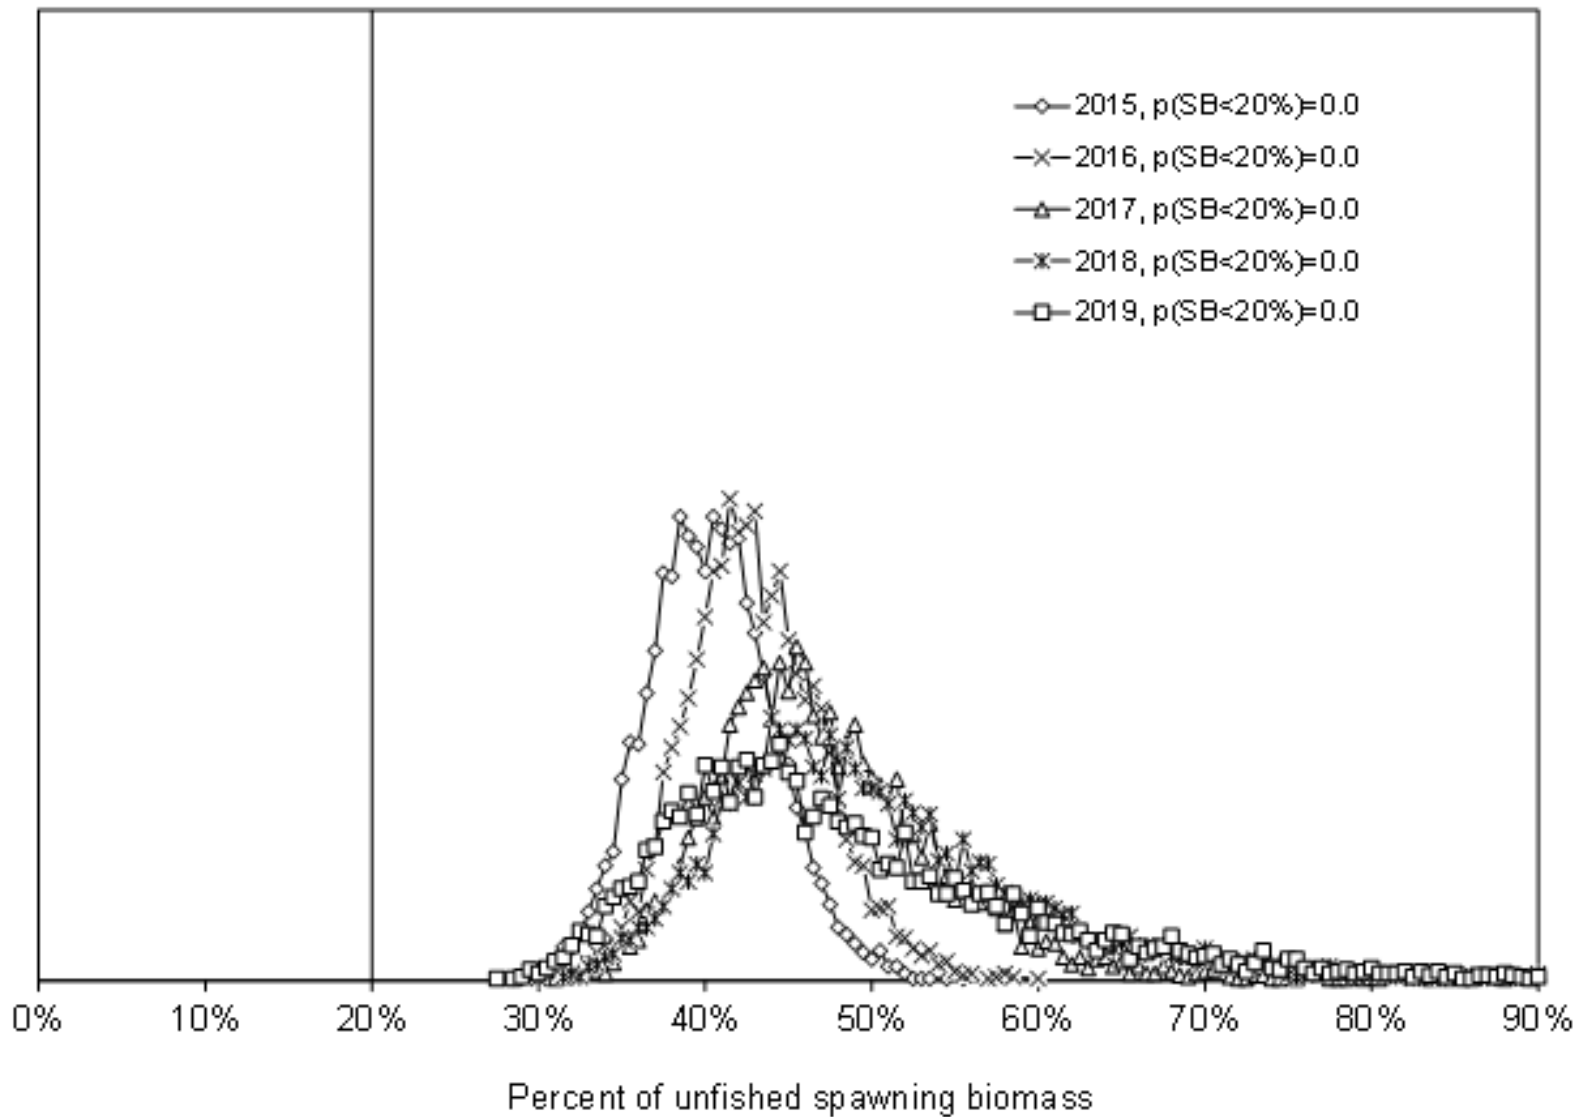 2015, p(SB<20%)=0.0
2016, p(SB<20%)=0.0
2017, p(SB<20%)=0.0
2018, p(SB<20%)=0.0
2019, p(SB<20%)=0.0
0% 10% 20% 30% 40% 50% 60% 70% 80% 90%
Percent of unfished spawning biomass